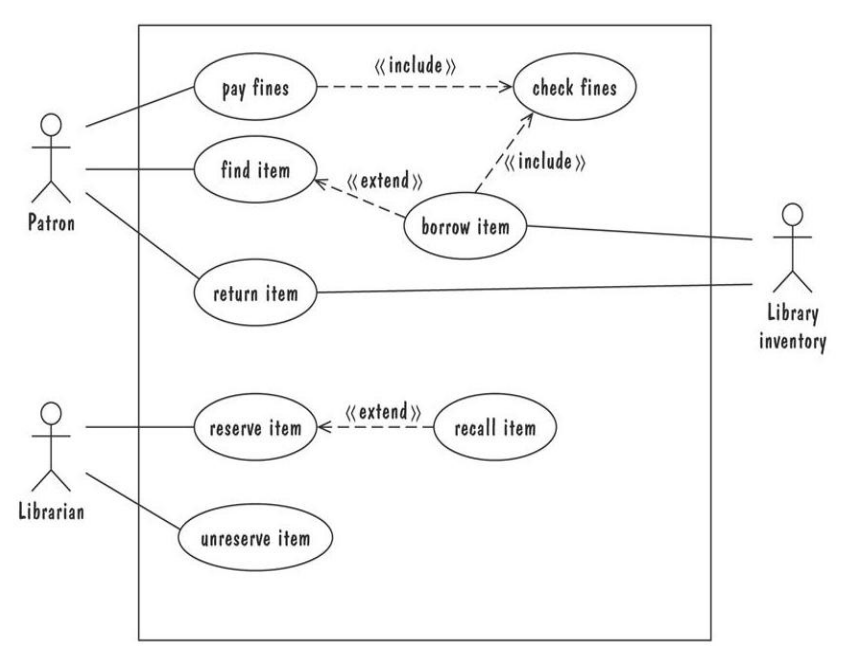 «include»
pay fines
check fines
find item
«extend»
«include»
Patron
borrow item
return item
Library
inventory
reserve item
«extend»
recall item
Librarian
unreserve item